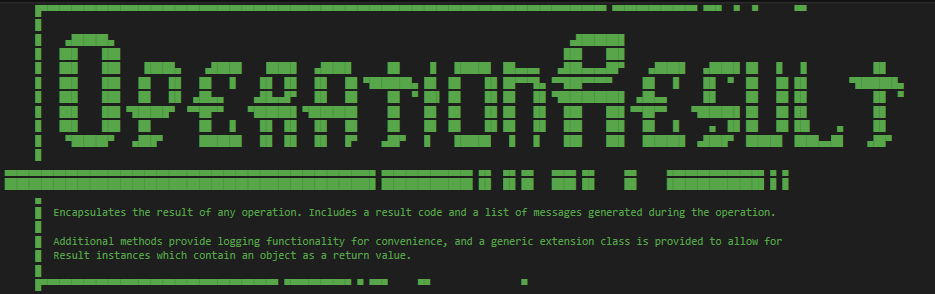 OperationResult
Encapsulates the result of any operation. Includes a result code and a list of messages generated during the operation.
Additional methods provide logging functionality for convenience, and a generic extension class is provided to allow for
Result instances which contain an object as a return value.